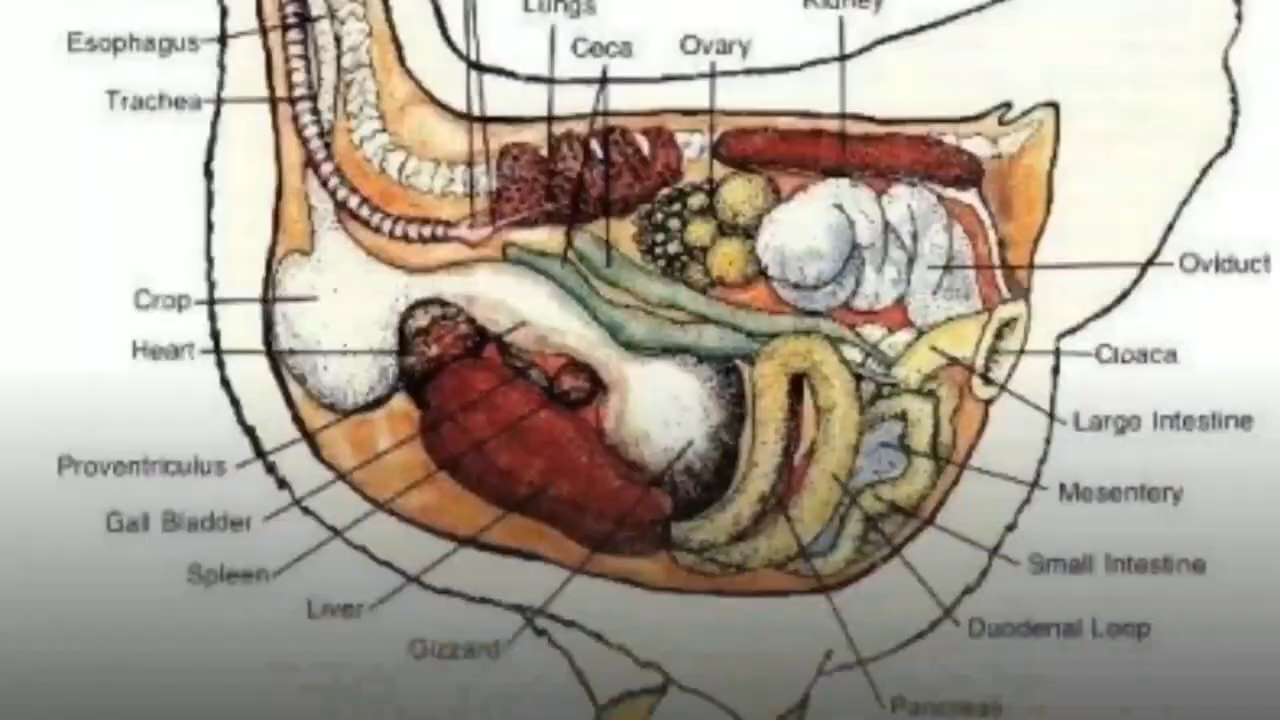 Lungs
Kidney
Esophagus
Ceca
Ovary
Trachea
Oviduct
Crop
Heart
Cloaca
Large Intestine
Proventriculus
Mesentery
Gall Bladder
Small Intestine
Spleen
Liver
Duodenal Loop
Gizzard
Pancreas